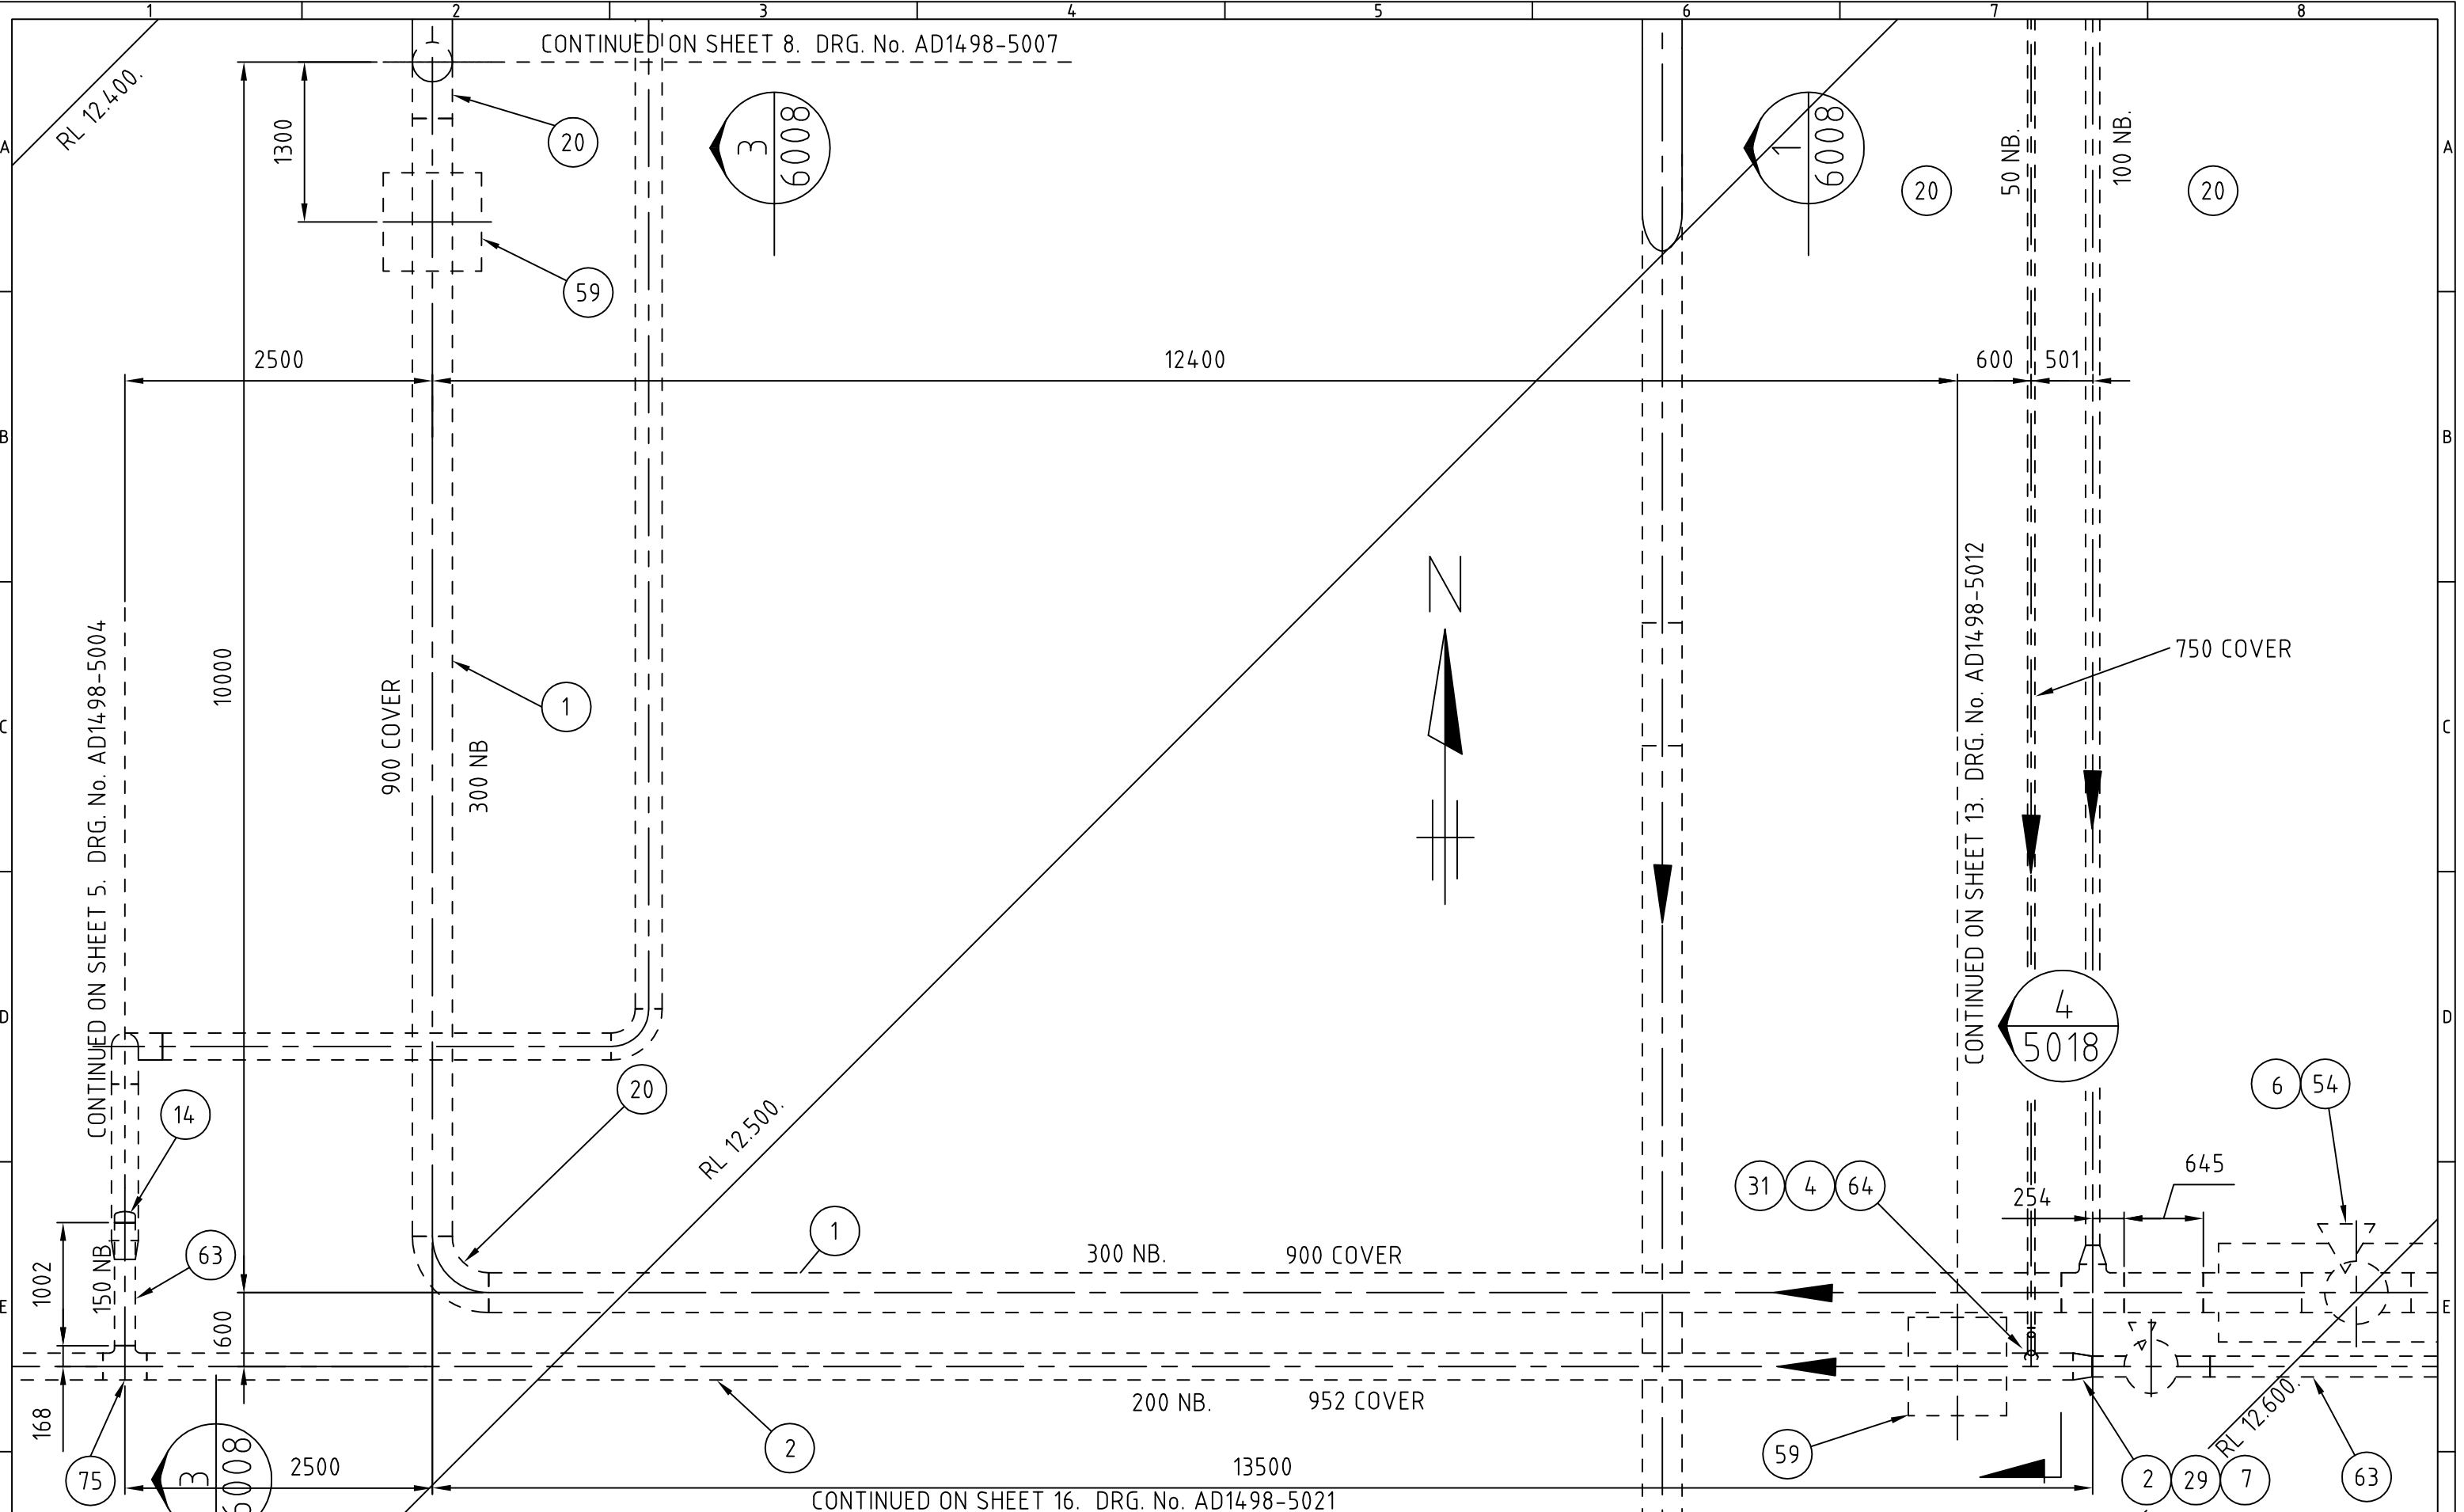 1 2 3 4 5 6 7 8
CONTINUED ON SHEET 8. DRG. No. AD1498-5007
RL 12.400.
A
A
1300
20
3
6008
1
6008
20
50 NB.
100 NB.
20
59
2500
12400
600
501
B
B
CONTINUED ON SHEET 5. DRG. No. AD1498-5004
10000
900 COVER
300 NB
1
N
CONTINUED ON SHEET 13. DRG. No. AD1498-5012
750 COVER
C
C
D
D
4
5018
14
20
RL 12.500.
6 54
31 4 64
254
645
1002
150 NB
63
1
300 NB.
900 COVER
E
E
600
168
200 NB.
952 COVER
2
59
RL 12.600.
75
3
6008
2500
13500
2 29 7
63
CONTINUED ON SHEET 16. DRG. No. AD1498-5021